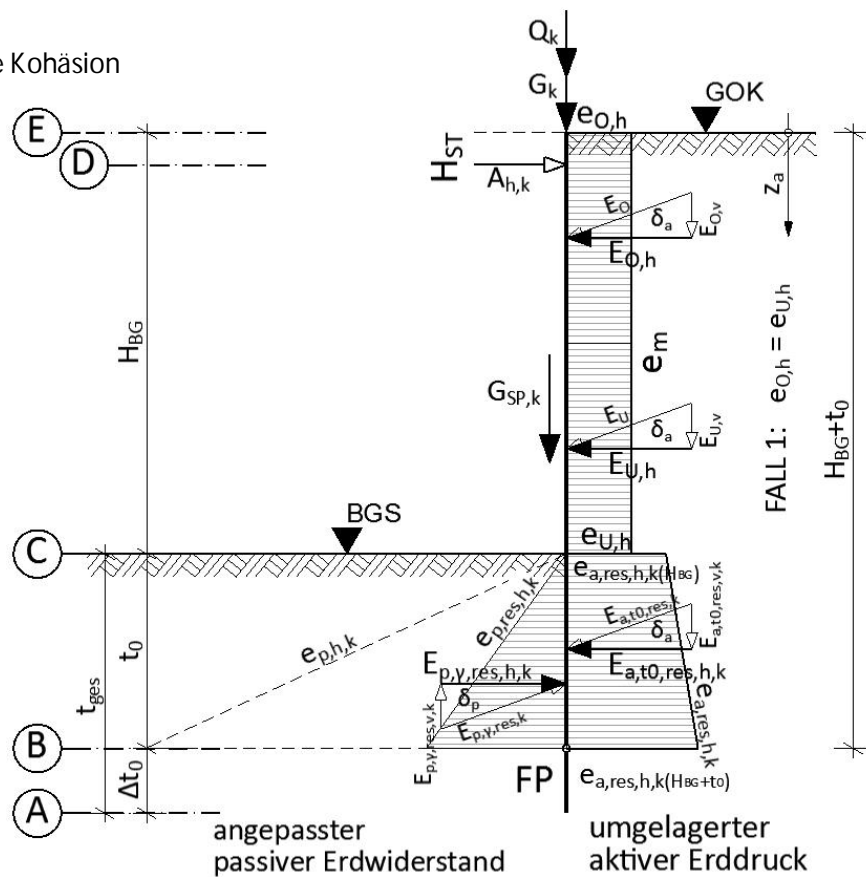 e Kohäsion
Q_k
G_k
e_O,h
GOK
E
D
H_ST
A_h,k
z_a
E_O
δ_a
E_O,v
E_O,h
H_BG
e_m
G_SP,k
E_U
δ_a
E_U,v
E_U,h
FALL 1: e_O,h = e_U,h
H_BG+t_0
BGS
C
e_U,h
e_a,res,h,k(H_BG)
e_p,h,k
e_p,res,h,k
E_a,t0,res,k
δ_a
E_a,t0,res,v,k
E_a,t0,res,h,k
t_0
t_ges
E_p,γ,res,h,k
δ_p
E_p,γ,res,k
E_p,γ,res,v,k
e_a,res,h,k
B
Δt_0
FP
e_a,res,h,k(H_BG+t_0)
A
angepasster
passiver Erdwiderstand
umgelagerter
aktiver Erddruck